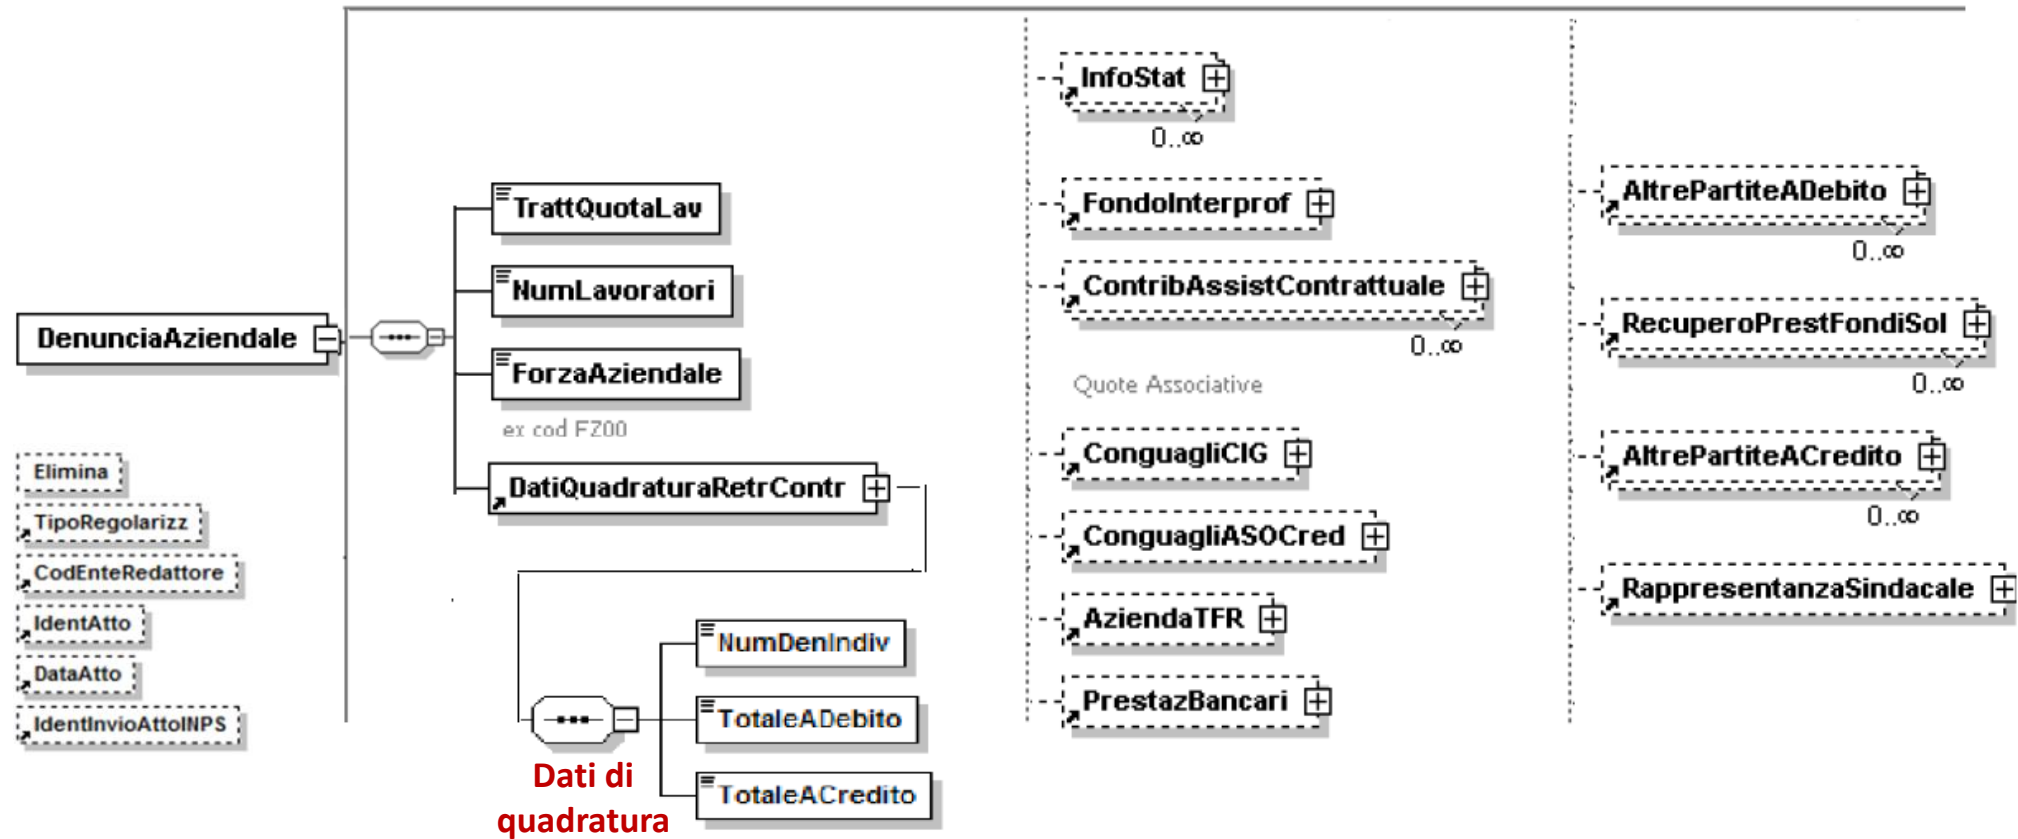 DenunciaAziendale
Elimina
TipoRegolarizz
CodEnteRedattore
IdentAtto
DataAtto
IdentInvioAttoINPS
TrattQuotaLav
NumLavoratori
ForzaAziendale
ex cod FZ00
DatiQuadraturaRetrContr
NumDenIndiv
TotaleADebito
TotaleACredito
Dati di
quadratura
InfoStat
0..∞
FondoInterprof
ContribAssistContrattuale
0..∞
Quote Associative
ConguagliCIG
ConguagliASOCred
AziendaTFR
PrestazBancari
AltrePartiteADebito
0..∞
RecuperoPrestFondiSol
0..∞
AltrePartiteACredito
0..∞
RappresentanzaSindacale